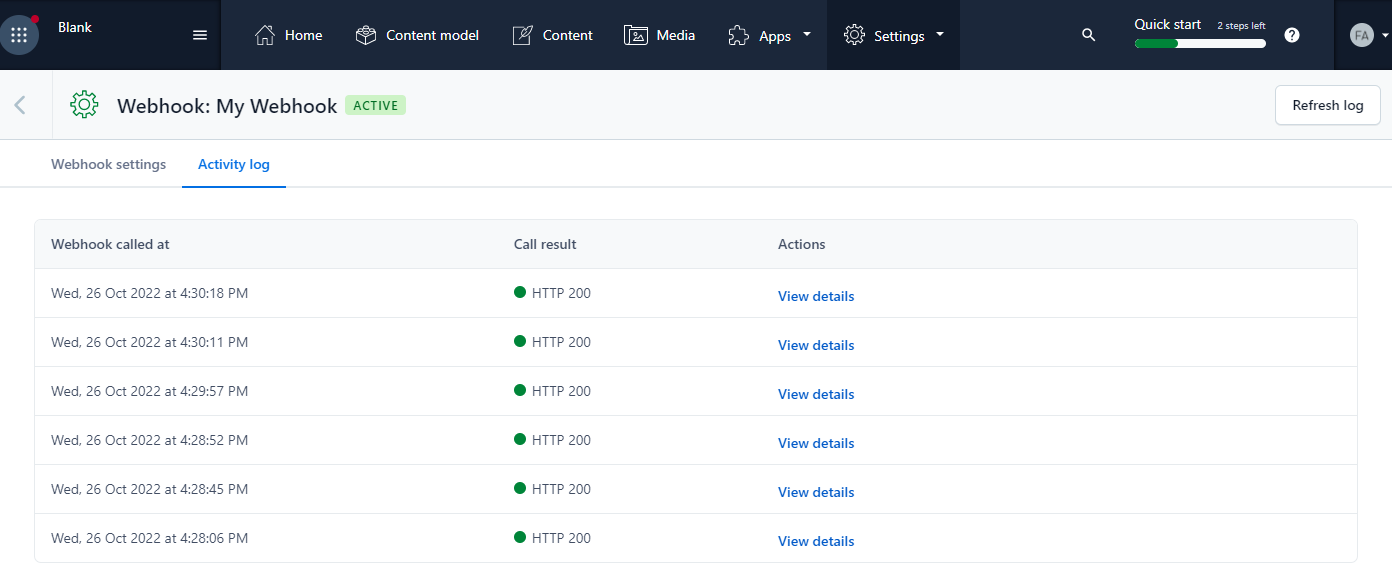 Blank Home Content model Content Media Apps Settings Quick start 2 steps left ? FA
Webhook: My Webhook ACTIVE Refresh log
Webhook settings Activity log
Webhook called at Call result Actions
Wed, 26 Oct 2022 at 4:30:18 PM HTTP 200 View details
Wed, 26 Oct 2022 at 4:30:11 PM HTTP 200 View details
Wed, 26 Oct 2022 at 4:29:57 PM HTTP 200 View details
Wed, 26 Oct 2022 at 4:28:52 PM HTTP 200 View details
Wed, 26 Oct 2022 at 4:28:45 PM HTTP 200 View details
Wed, 26 Oct 2022 at 4:28:06 PM HTTP 200 View details